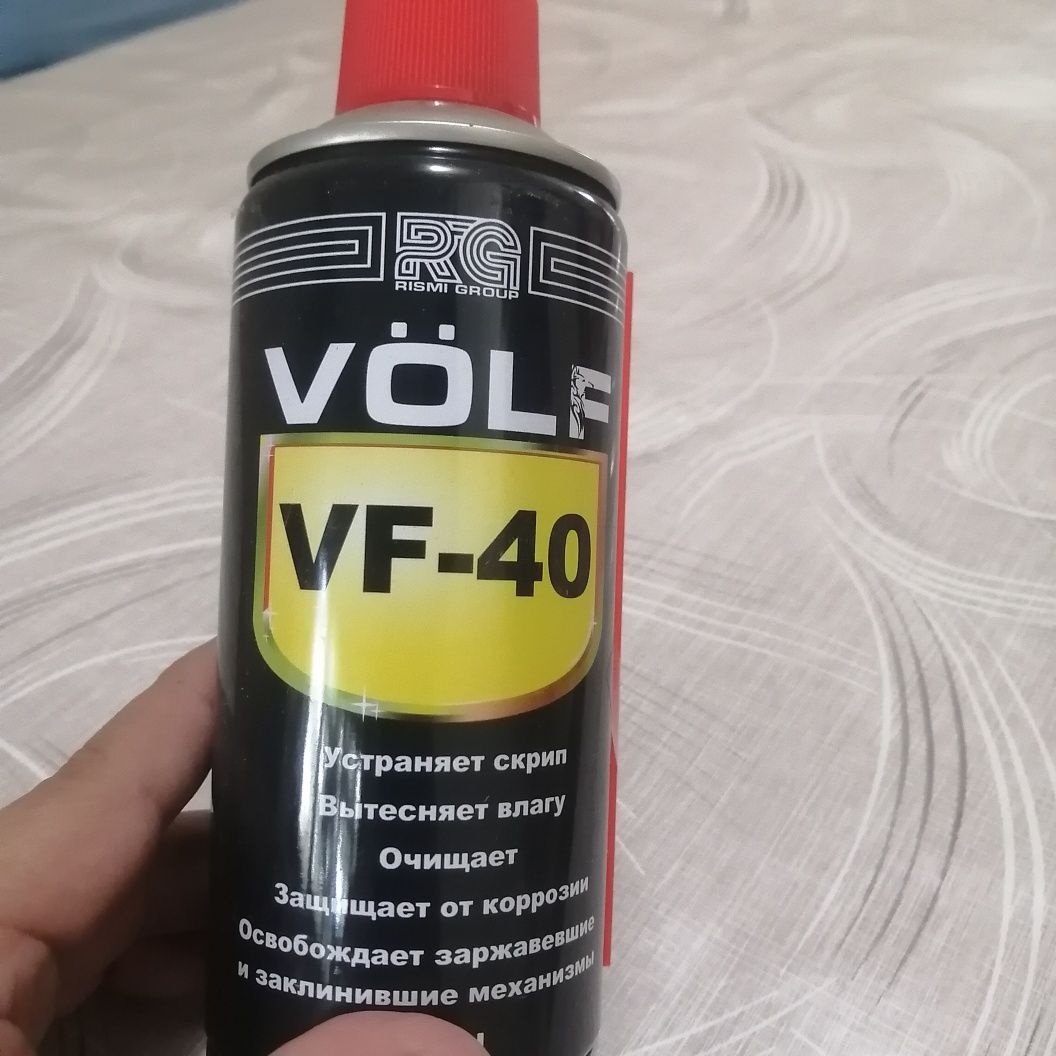 RG
RISMI GROUP
VÖLF
VF-40
Устраняет скрип
Вытесняет влагу
Очищает
Защищает от коррозии
Освобождает заржавевшие
и заклинившие механизмы